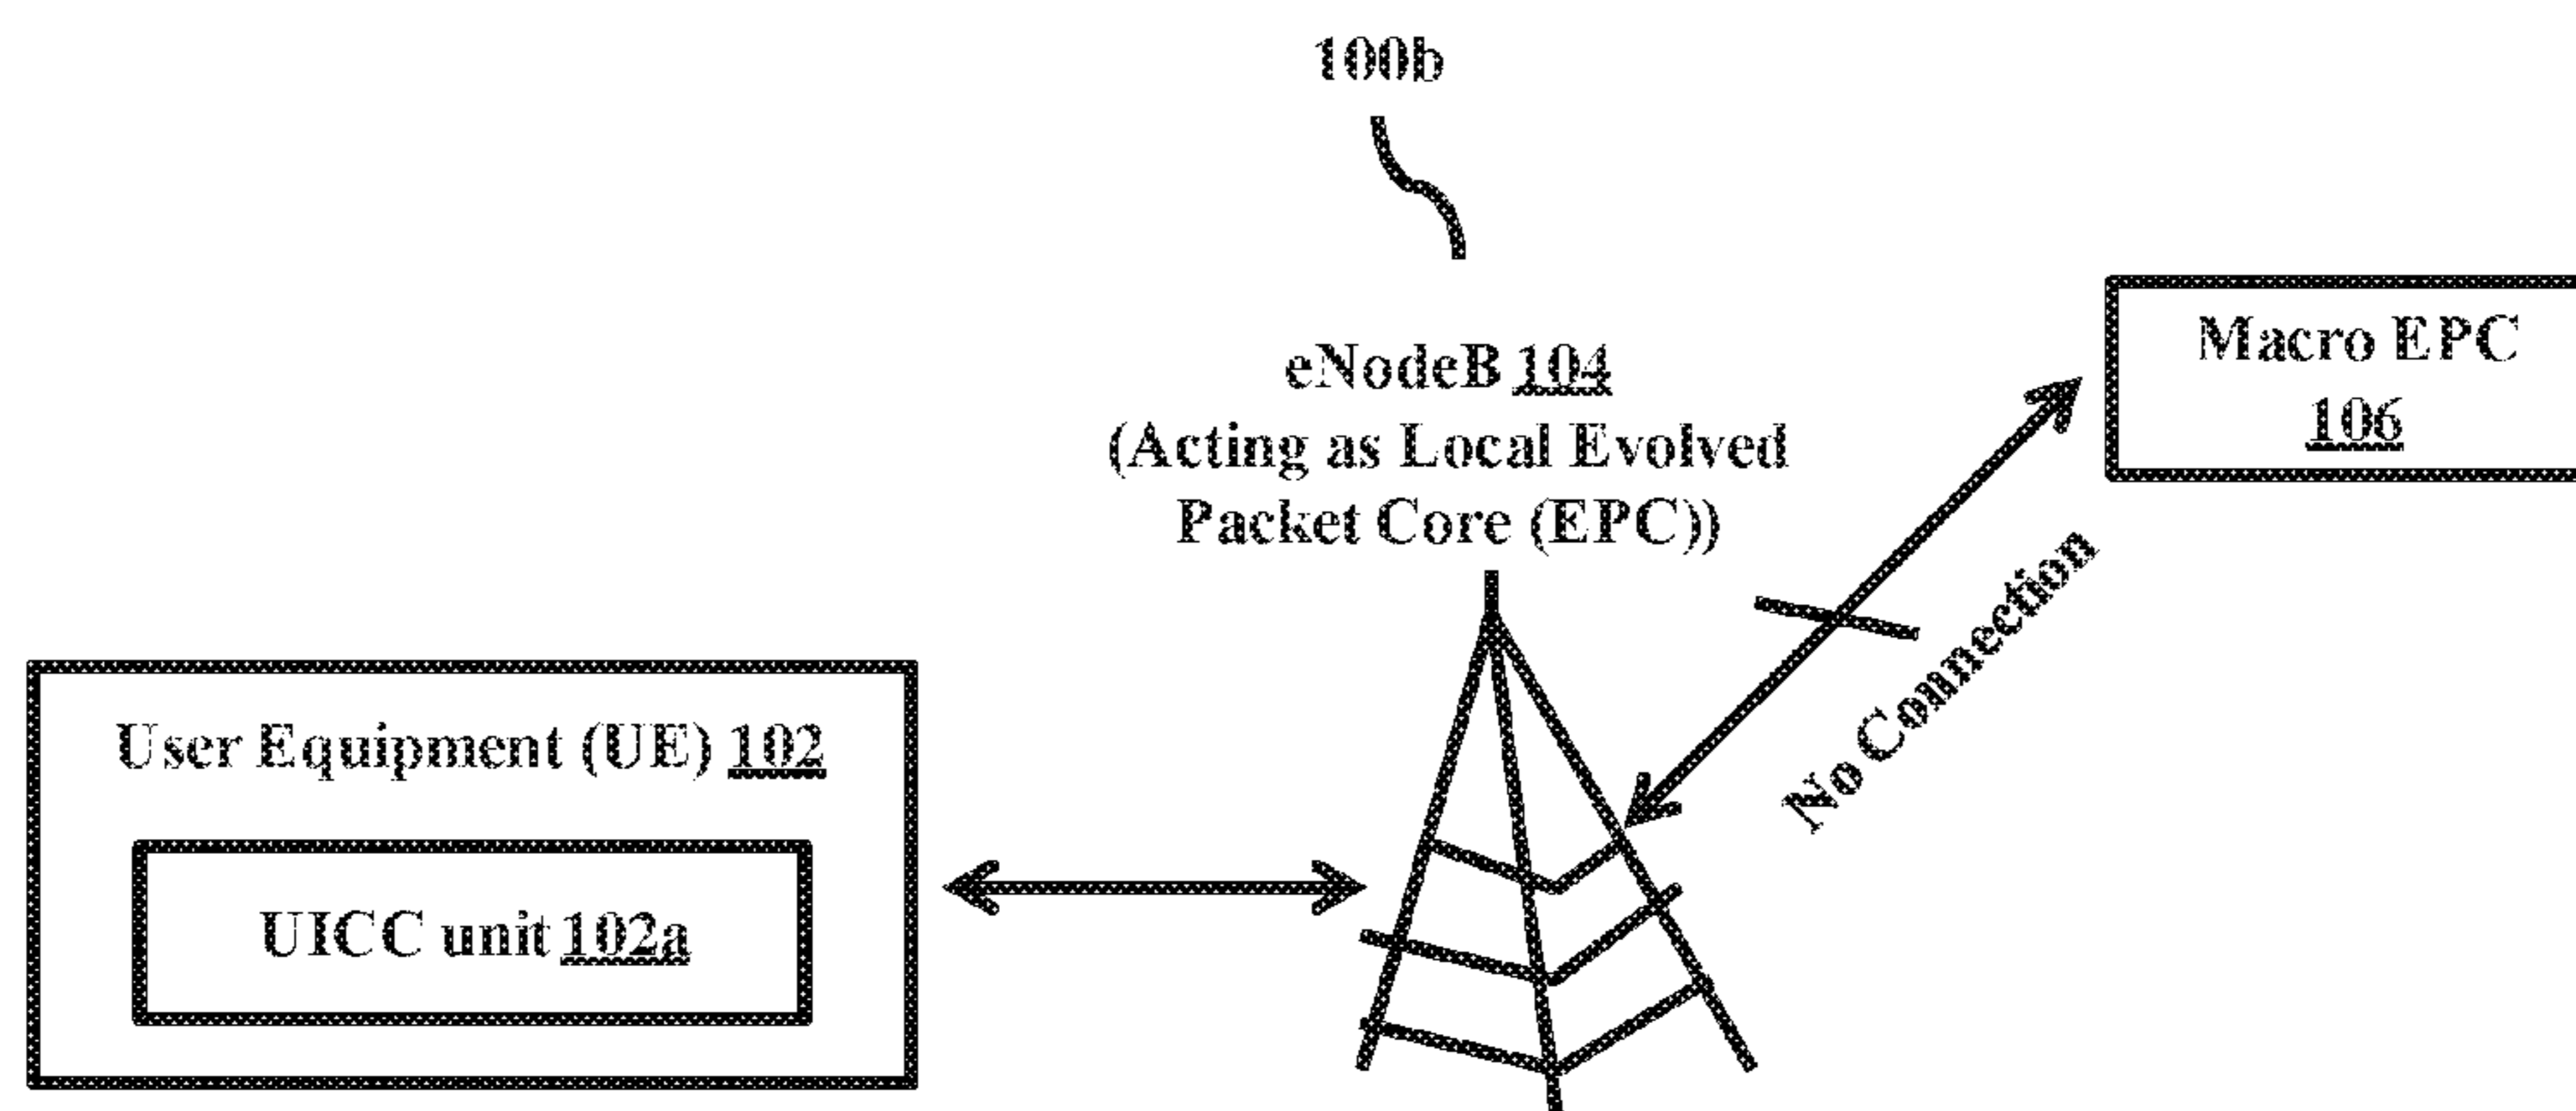 100b
eNodeB 104
(Acting as Local Evolved
Packet Core (EPC))
Macro EPC
106
No Connection
User Equipment (UE) 102
UICC unit 102a